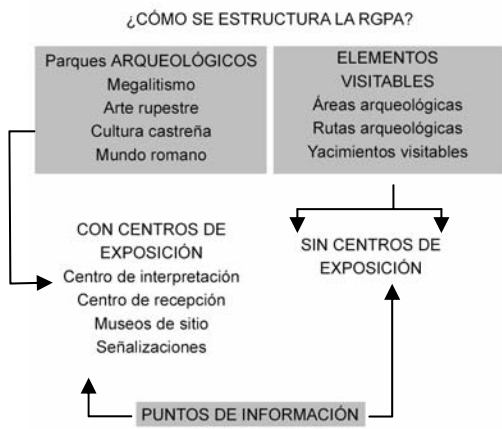 ¿CÓMO SE ESTRUCTURA LA RGPA?
Parques ARQUEOLÓGICOS
Megalitismo
Arte rupestre
Cultura castreña
Mundo romano
ELEMENTOS
VISITABLES
Áreas arqueológicas
Rutas arqueológicas
Yacimientos visitables
CON CENTROS DE
EXPOSICIÓN
Centro de interpretación
Centro de recepción
Museos de sitio
Señalizaciones
SIN CENTROS DE
EXPOSICIÓN
PUNTOS DE INFORMACIÓN